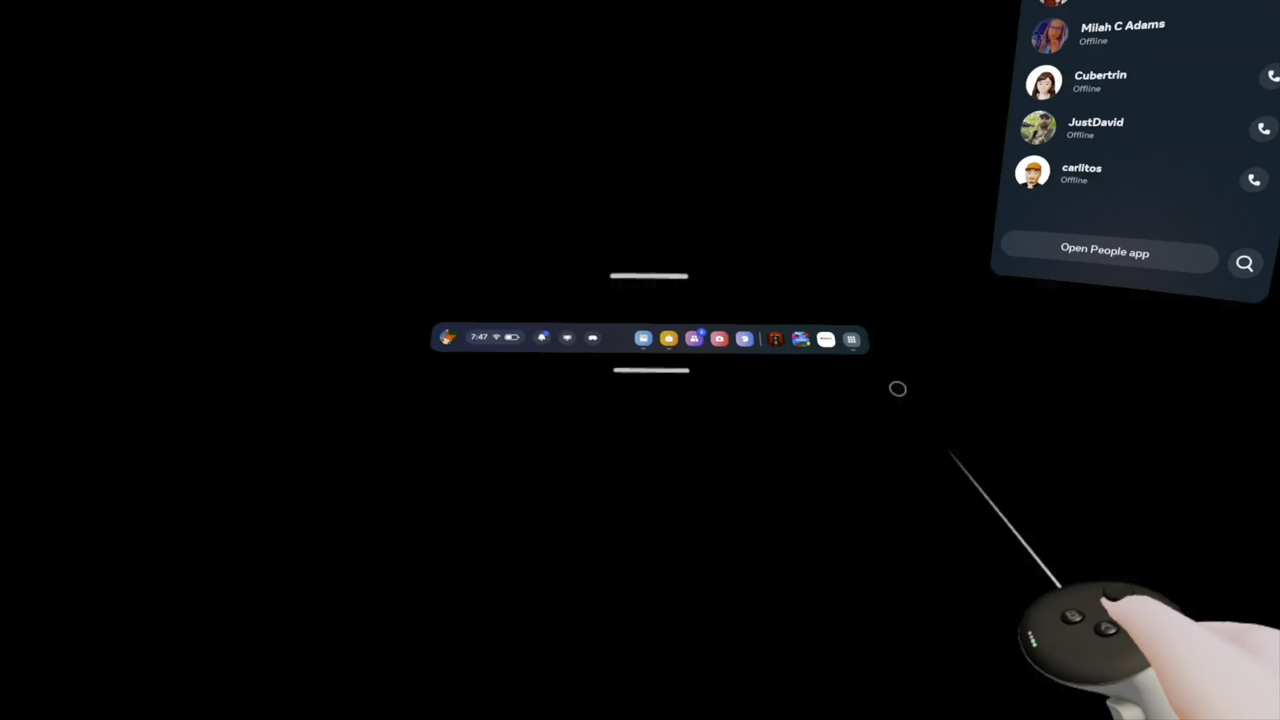 Milah C Adams
Offline
Cubertrin
Offline
JustDavid
Offline
carlitos
Offline
Open People app
7:47